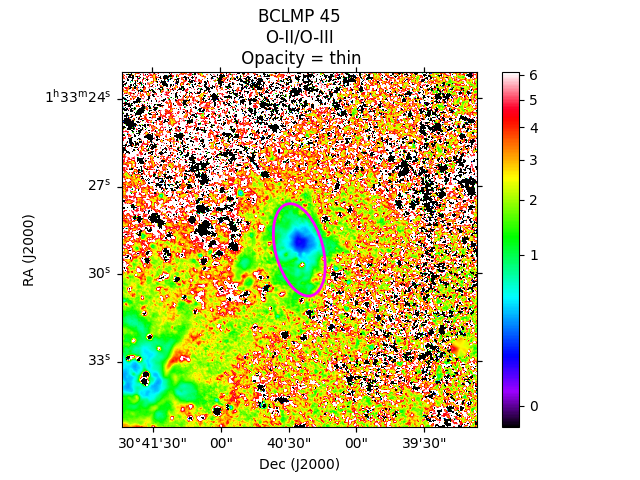 BCLMP 45
O-II/O-III
Opacity = thin
1ʰ33ᵐ24ˢ
27ˢ
30ˢ
33ˢ
RA (J2000)
30°41'30" 00" 40'30" 00" 39'30"
Dec (J2000)
6
5
4
3
2
1
0